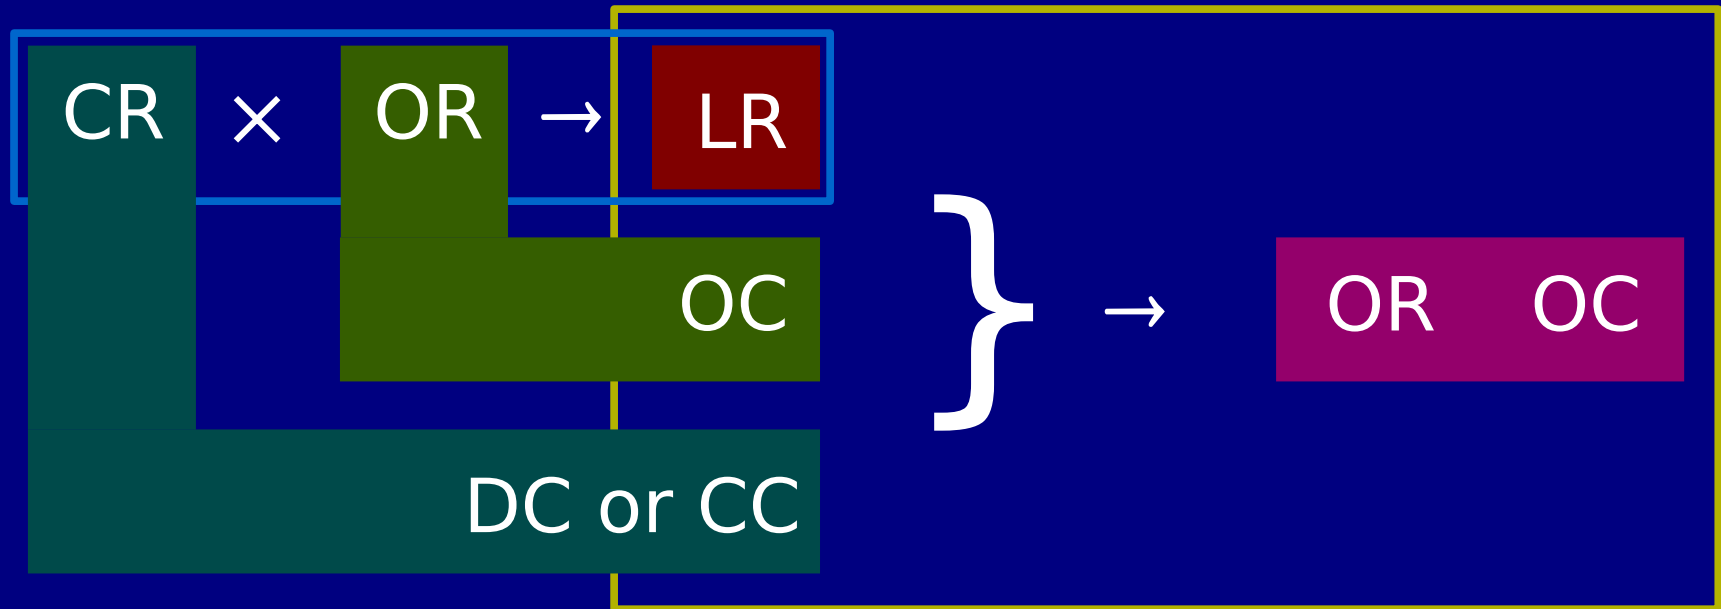 CR × OR → LR
OC } → OR OC
DC or CC